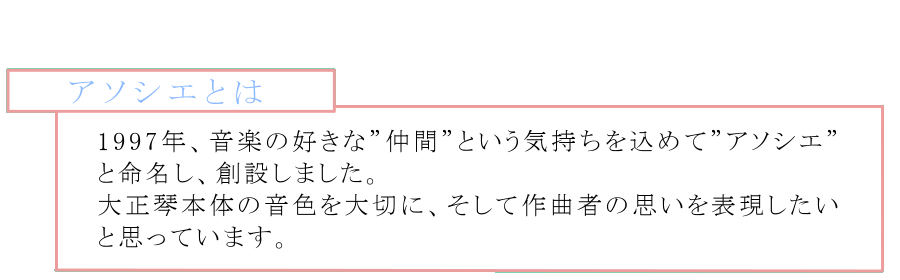 アソシエとは
1997年、音楽の好きな”仲間”という気持ちを込めて”アソシエ”
と命名し、創設しました。
大正琴本体の音色を大切に、そして作曲者の思いを表現したい
と思っています。